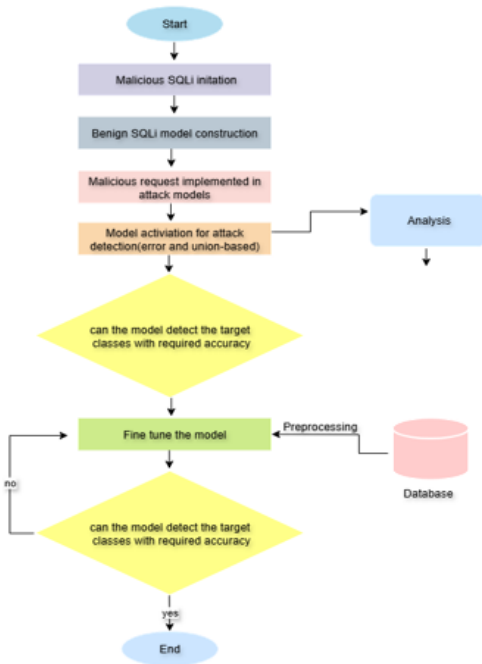 Start
Malicious SQLi initation
Benign SQLi model construction
Malicious request implemented in
attack models
Model activiation for attack
detection(error and union-based)
Analysis
can the model detect the target
classes with required accuracy
Fine tune the model
Preprocessing
Database
no
can the model detect the target
classes with required accuracy
yes
End